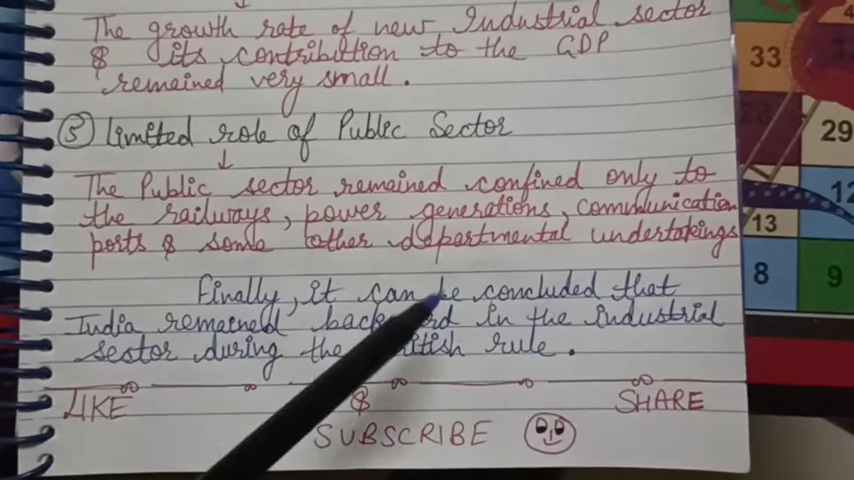 The growth rate of new Industrial sector
& its contribution to the GDP
remained very small.
⑤ Limited role of Public Sector
↓
The Public sector remained confined only to
the railways, power generations, communication
ports & some other departmental undertakings
Finally, it can be concluded that
India remained in the industrial
sector during the rule.
LIKE & SHARE
SUBSCRIBE
33
29
12
13
8
9